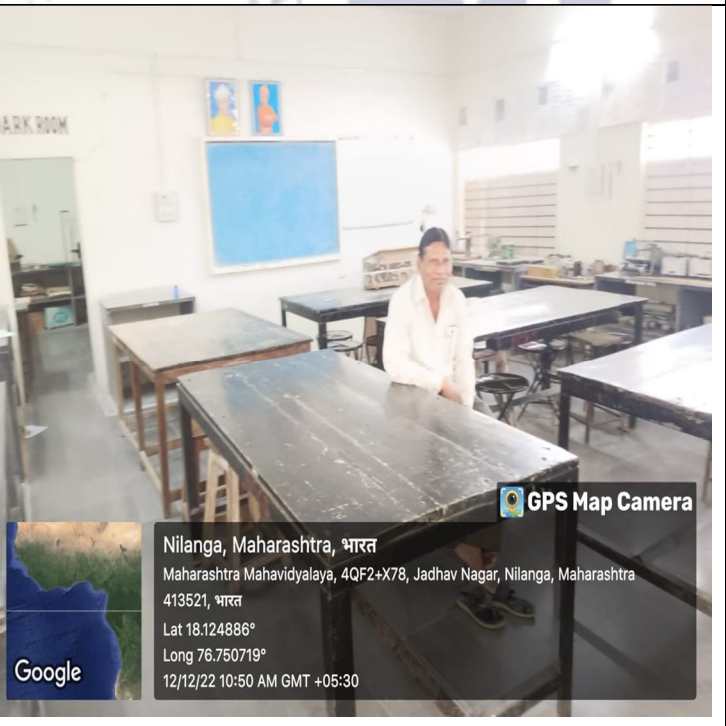 ARK ROOM
GPS Map Camera
Nilanga, Maharashtra, भारत
Maharashtra Mahavidyalaya, 4QF2+X78, Jadhav Nagar, Nilanga, Maharashtra
413521, भारत
Lat 18.124886°
Long 76.750719°
12/12/22 10:50 AM GMT +05:30
Google